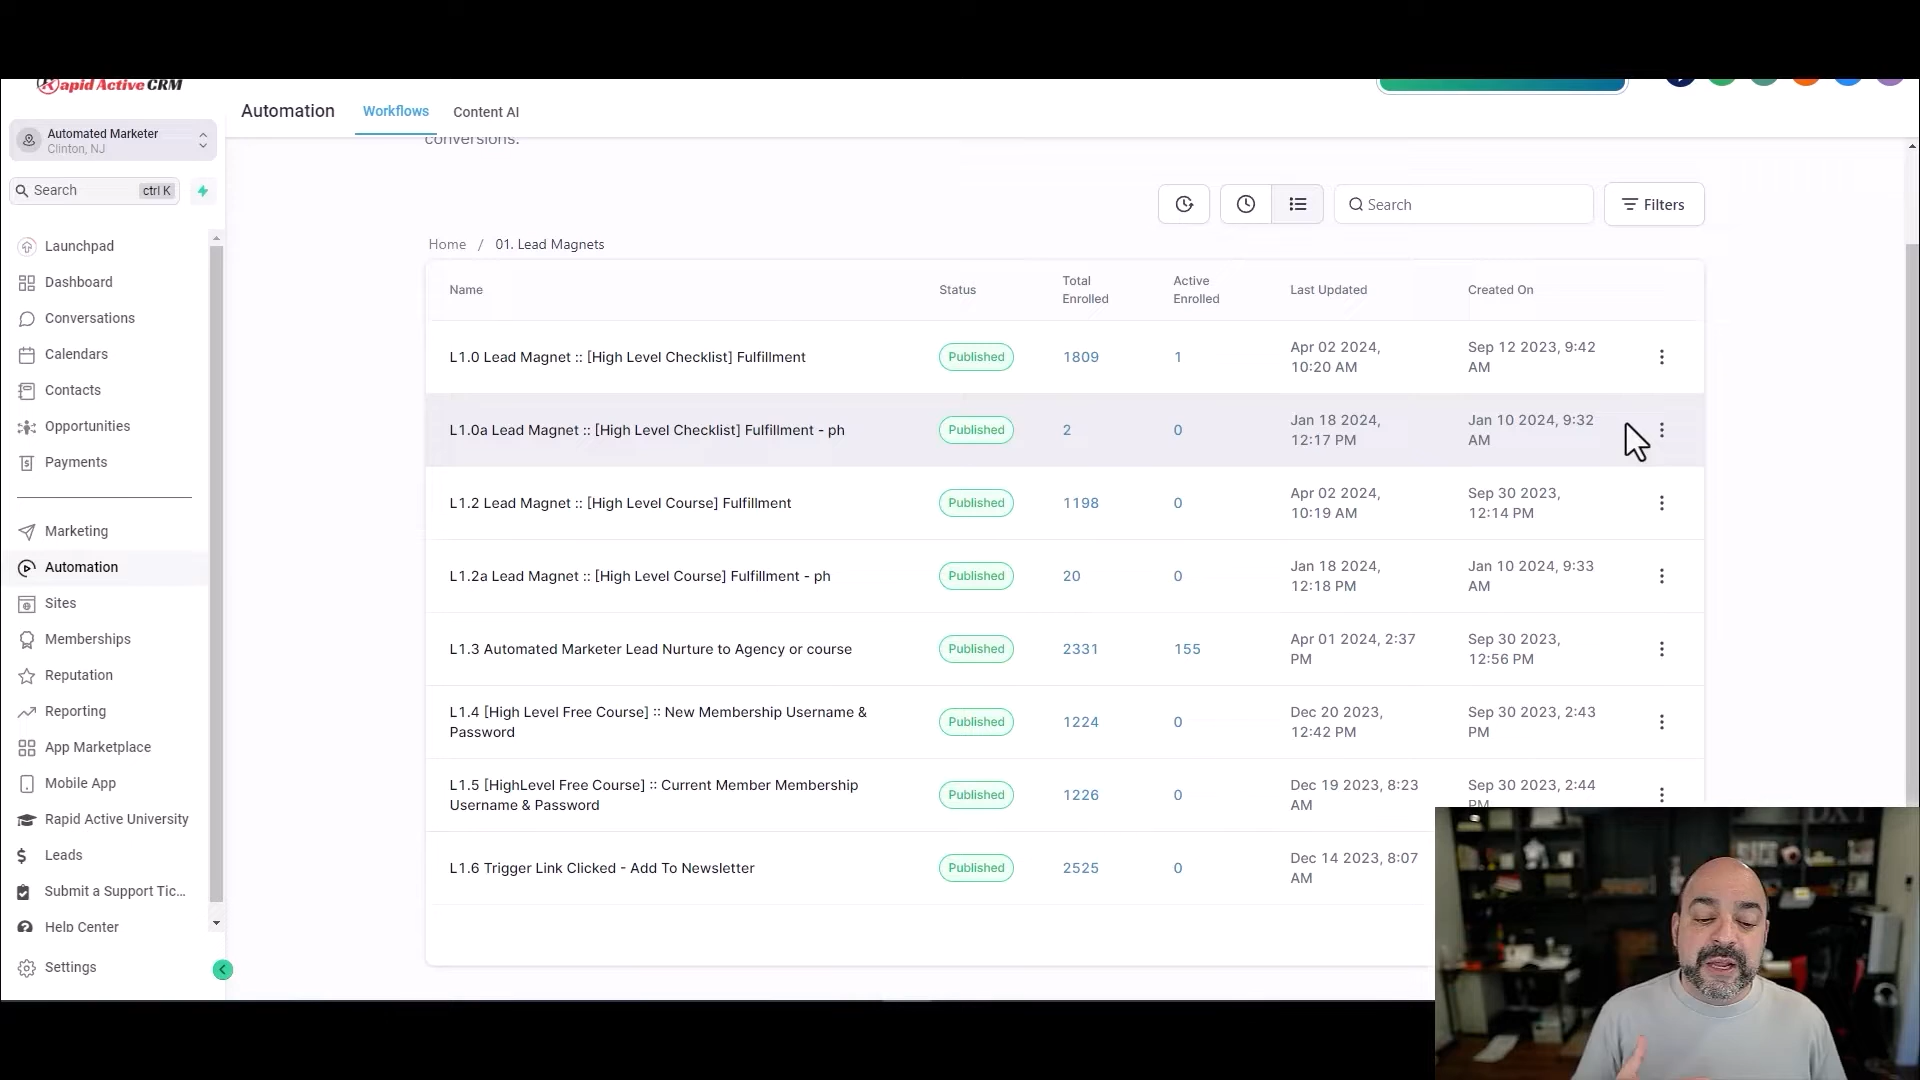 Rapid Active CRM
Automation Workflows Content AI
Automated Marketer
Clinton, NJ
conversions.
Search ctrl K
Search Filters
Home / 01. Lead Magnets
Launchpad
Dashboard
Conversations
Calendars
Contacts
Opportunities
Payments
Marketing
Automation
Sites
Memberships
Reputation
Reporting
App Marketplace
Mobile App
Rapid Active University
Leads
Submit a Support Tic...
Help Center
Settings
Name Status Total Active Last Updated Created On
Enrolled Enrolled
L1.0 Lead Magnet :: [High Level Checklist] Fulfillment Published 1809 1 Apr 02 2024, Sep 12 2023, 9:42
10:20 AM AM
L1.0a Lead Magnet :: [High Level Checklist] Fulfillment - ph Published 2 0 Jan 18 2024, Jan 10 2024, 9:32
12:17 PM AM
L1.2 Lead Magnet :: [High Level Course] Fulfillment Published 1198 0 Apr 02 2024, Sep 30 2023,
10:19 AM 12:14 PM
L1.2a Lead Magnet :: [High Level Course] Fulfillment - ph Published 20 0 Jan 18 2024, Jan 10 2024, 9:33
12:18 PM AM
L1.3 Automated Marketer Lead Nurture to Agency or course Published 2331 155 Apr 01 2024, 2:37 Sep 30 2023,
PM 12:56 PM
L1.4 [High Level Free Course] :: New Membership Username & Published 1224 0 Dec 20 2023, Sep 30 2023, 2:43
Password 12:42 PM PM
L1.5 [HighLevel Free Course] :: Current Member Membership Published 1226 0 Dec 19 2023, 8:23 Sep 30 2023, 2:44
Username & Password AM PM
L1.6 Trigger Link Clicked - Add To Newsletter Published 2525 0 Dec 14 2023, 8:07
AM